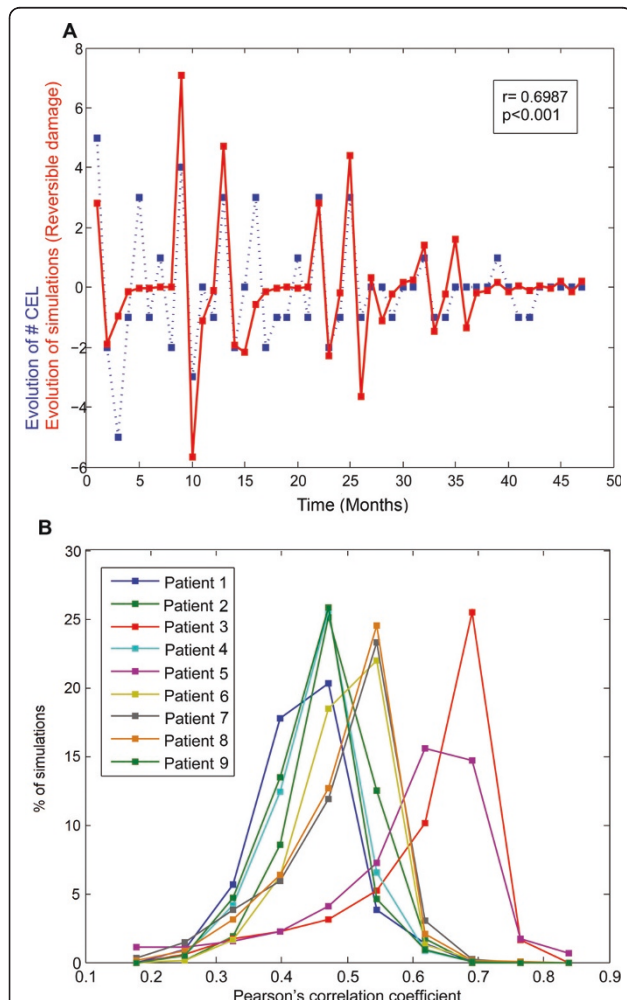 A
8
6
4
2
0
−2
−4
−6
Evolution of # CEL
Evolution of simulations (Reversible damage)
r= 0.6987
p<0.001
0 5 10 15 20 25 30 35 40 45 50
Time (Months)
B
30
25
20
15
10
5
0
% of simulations
Patient 1
Patient 2
Patient 3
Patient 4
Patient 5
Patient 6
Patient 7
Patient 8
Patient 9
0.1 0.2 0.3 0.4 0.5 0.6 0.7 0.8 0.9
Pearson's correlation coefficient